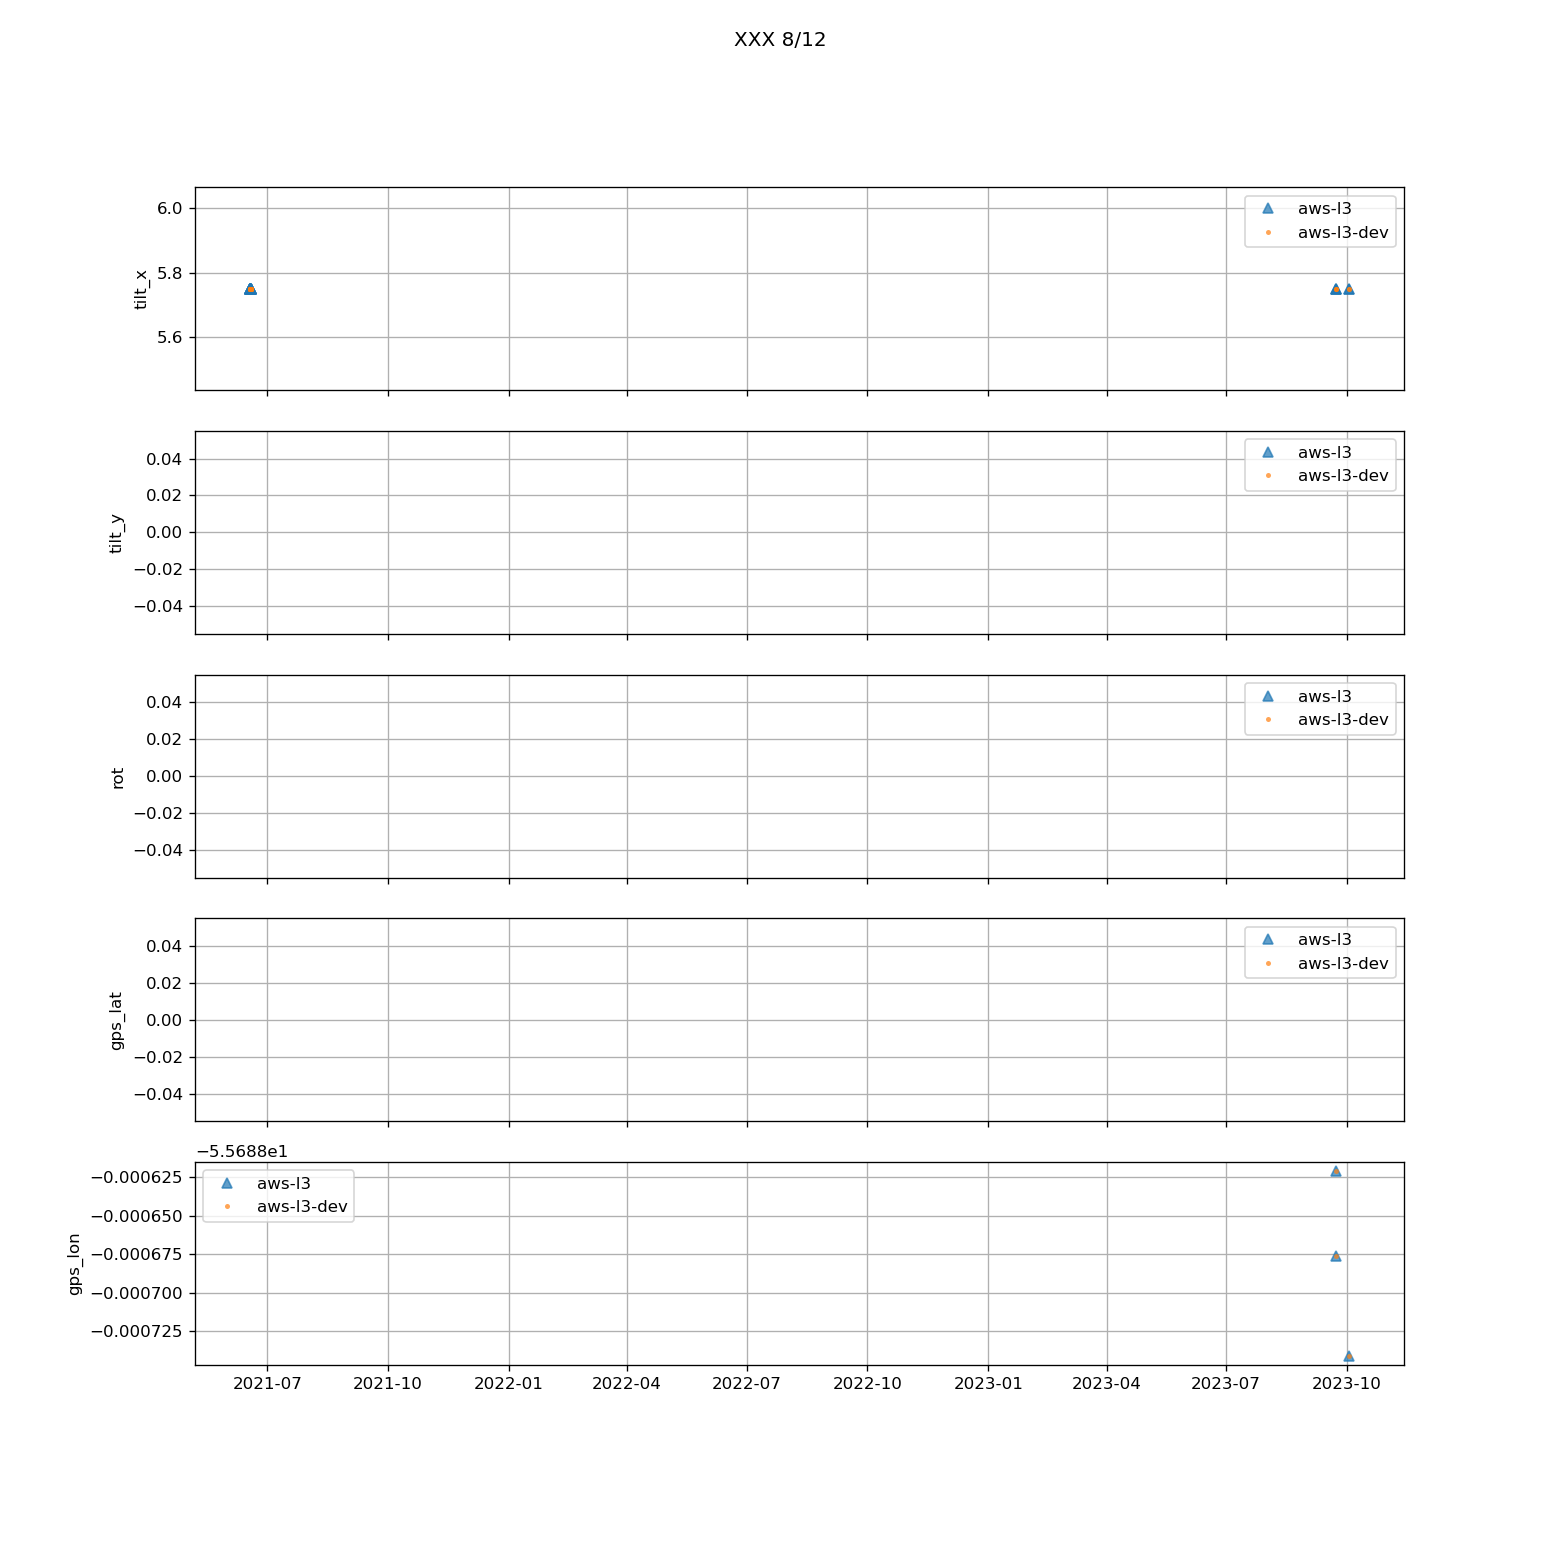 XXX 8/12
6.0
5.8
5.6
tilt_x
aws-l3
aws-l3-dev
0.04
0.02
0.00
−0.02
−0.04
tilt_y
aws-l3
aws-l3-dev
0.04
0.02
0.00
−0.02
−0.04
rot
aws-l3
aws-l3-dev
0.04
0.02
0.00
−0.02
−0.04
gps_lat
aws-l3
aws-l3-dev
−5.5688e1
−0.000625
−0.000650
−0.000675
−0.000700
−0.000725
gps_lon
aws-l3
aws-l3-dev
2021-07 2021-10 2022-01 2022-04 2022-07 2022-10 2023-01 2023-04 2023-07 2023-10